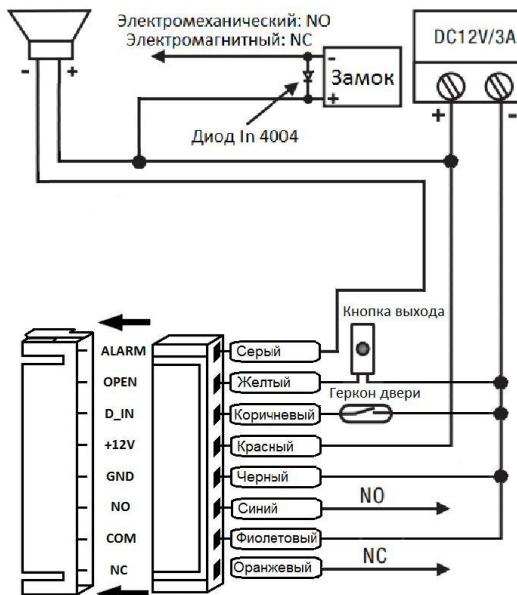 Электромеханический: NO
Электромагнитный: NC
DC12V/3A
- +
-
Замок
+
Диод In 4004
+ -
Кнопка выхода
ALARM Серый
OPEN Желтый
Геркон двери
D_IN Коричневый
+12V Красный
GND Черный
NO Синий NO
COM Фиолетовый
NC Оранжевый NC